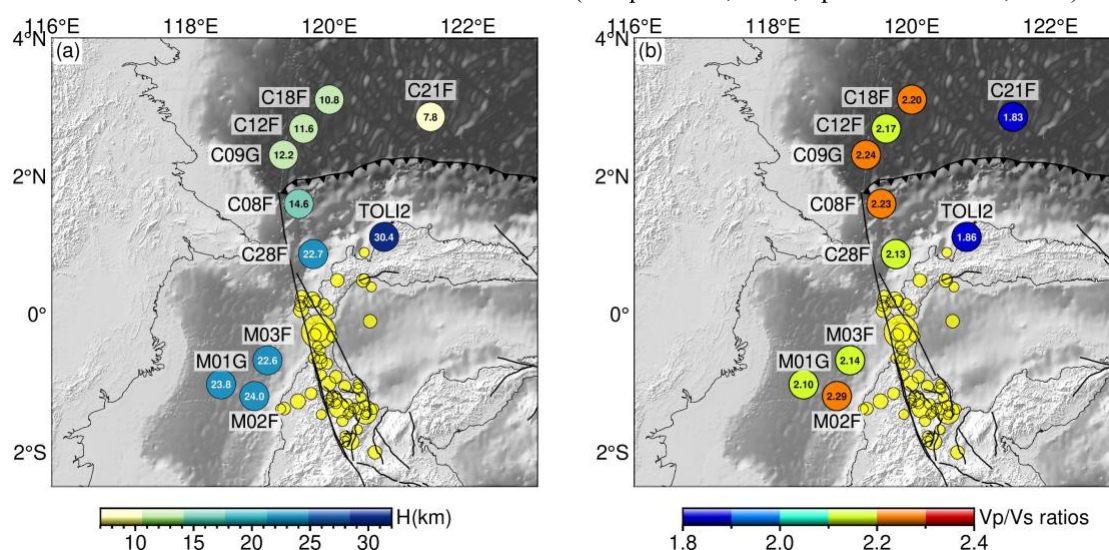 (a)
118°E
120°E
122°E
4°N
2°N
0°
2°S
C18F
10.8
C21F
7.8
C12F
11.6
C09G
12.2
C08F
14.6
TOLI2
30.4
C28F
22.7
M03F
22.6
M01G
23.8
24.0
M02F
10 15 20 25 30
H(km)
116°E
(b)
118°E
120°E
122°E
4°N
2°N
0°
2°S
C18F
2.20
C21F
1.83
C12F
2.17
C09G
2.24
C08F
2.23
TOLI2
1.86
C28F
2.13
M03F
2.14
M01G
2.10
2.29
M02F
1.8 2.0 2.2 2.4
Vp/Vs ratios